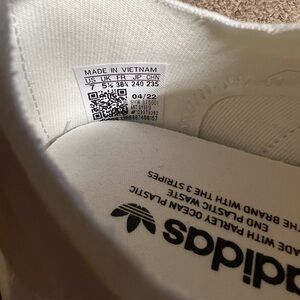 MADE IN VIETNAM
US UK FR JP CHN
7 5½ 38⅔ 240 235
04/22
adidas
THE BRAND WITH THE 3 STRIPES
END PLASTIC WASTE
MADE WITH PARLEY OCEAN PLASTIC